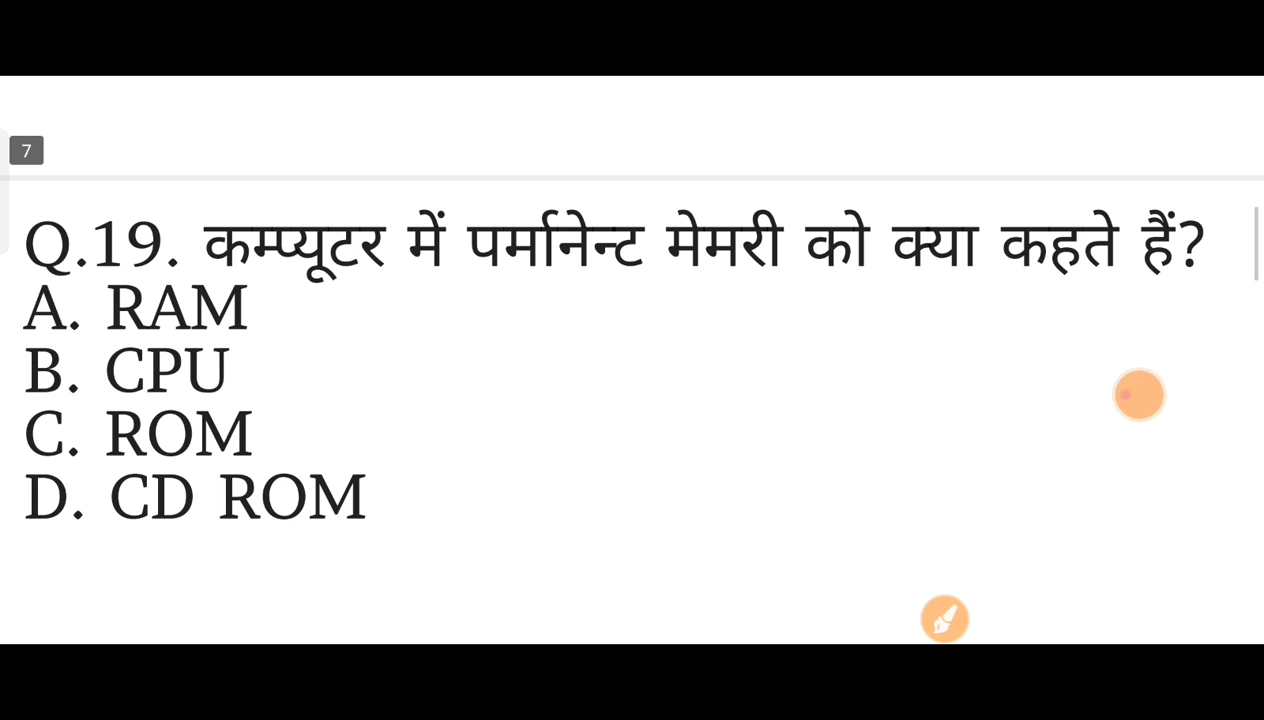 7
Q.19. कम्प्यूटर में पर्मानेन्ट मेमरी को क्या कहते हैं?
A. RAM
B. CPU
C. ROM
D. CD ROM